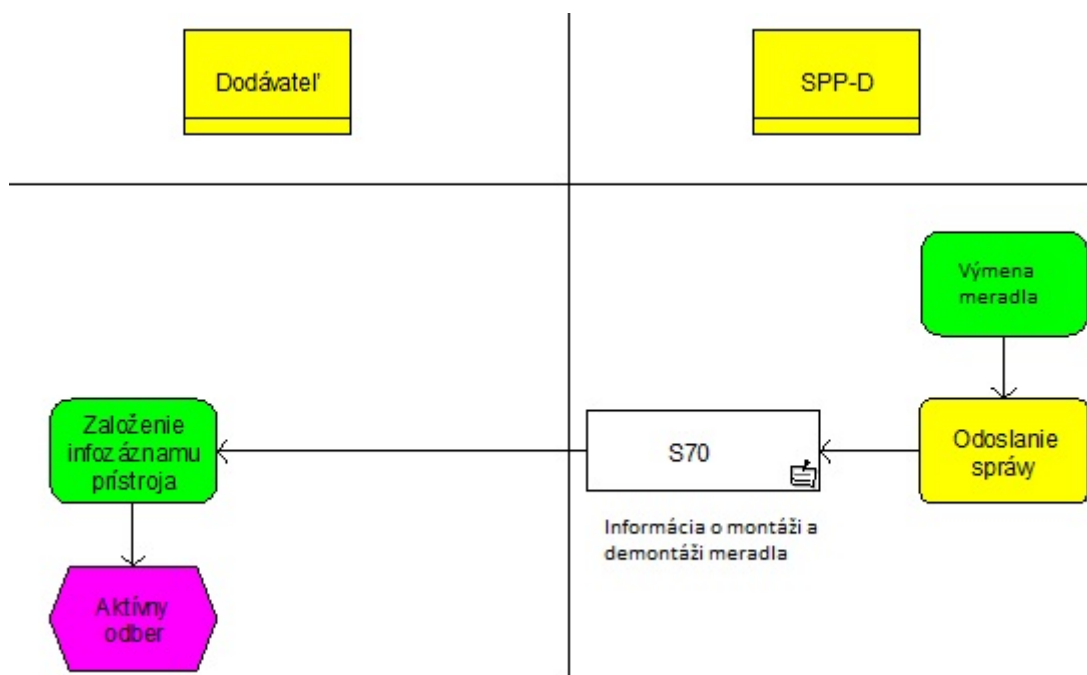 Dodávateľ
SPP-D
Výmena
meradla
Založenie
infozáznamu
prístroja
S70
Odoslanie
správy
Informácia o montáži a
demontáži meradla
Aktívny
odber